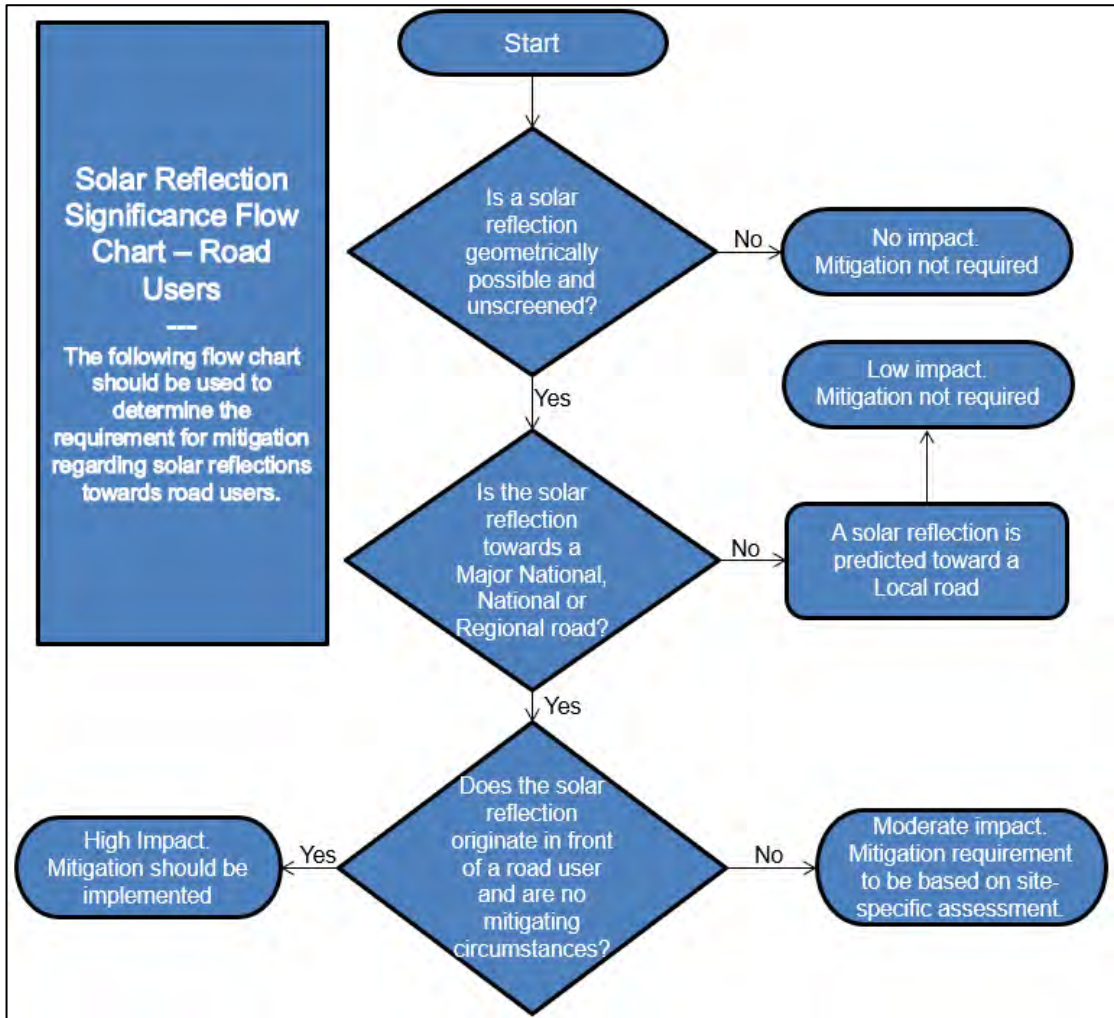 Solar Reflection
Significance Flow
Chart – Road
Users
---
The following flow chart
should be used to
determine the
requirement for mitigation
regarding solar reflections
towards road users.
Start
Is a solar
reflection
geometrically
possible and
unscreened?
No
No impact.
Mitigation not required
Yes
Low impact.
Mitigation not required
Is the solar
reflection
towards a
Major National,
National or
Regional road?
No
A solar reflection is
predicted toward a
Local road
Yes
Does the solar
reflection
originate in front
of a road user
and are no
mitigating
circumstances?
Yes
High Impact.
Mitigation should be
implemented
No
Moderate impact.
Mitigation requirement
to be based on site-
specific assessment.